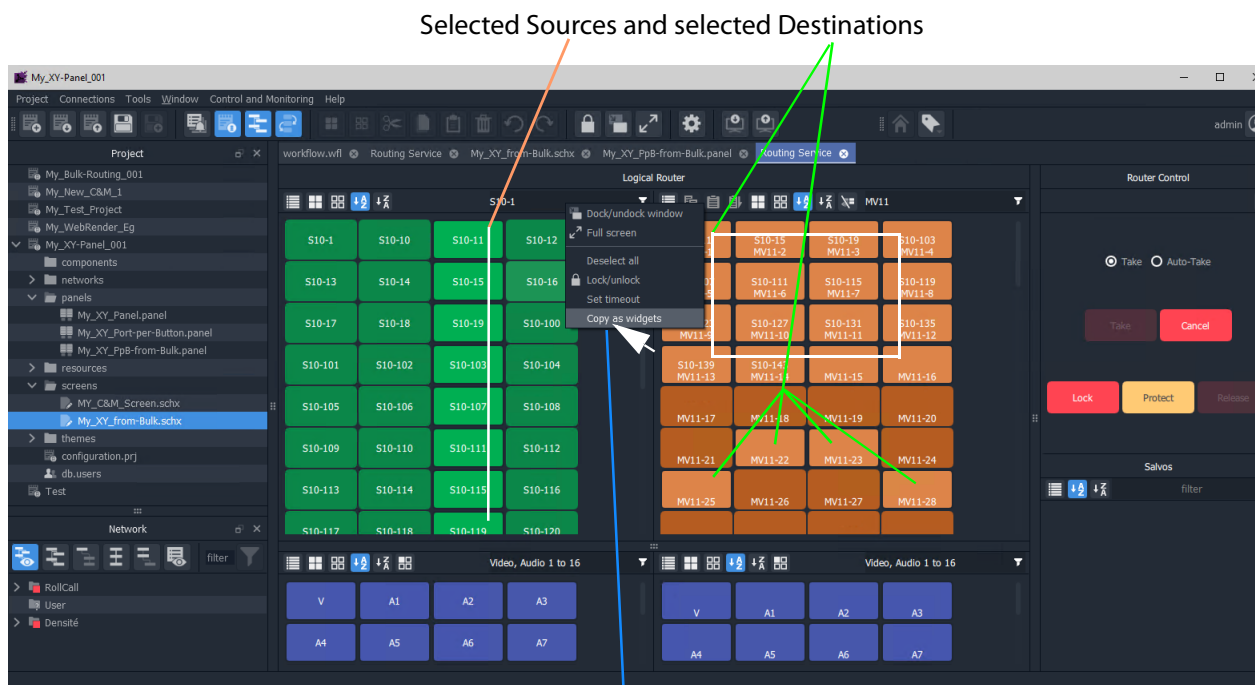 Selected Sources and selected Destinations
My_XY-Panel_001
Project Connections Tools Window Control and Monitoring Help
admin
Project
workflow.wfl Routing Service My_XY_from-Bulk.schx My_XY_PpB-from-Bulk.panel Routing Service
My_Bulk-Routing_001
My_New_C&M_1
My_Test_Project
My_WebRender_Eg
My_XY-Panel_001
components
networks
panels
My_XY_Panel.panel
My_XY_Port-per-Button.panel
My_XY_PpB-from-Bulk.panel
resources
screens
MY_C&M_Screen.schx
My_XY_from-Bulk.schx
themes
configuration.prj
db.users
Test
Network
filter
RollCall
User
Densité
Logical Router
S10-1
S10-1 S10-10 S10-11 S10-12
S10-13 S10-14 S10-15 S10-16
S10-17 S10-18 S10-19 S10-100
S10-101 S10-102 S10-103 S10-104
S10-105 S10-106 S10-107 S10-108
S10-109 S10-110 S10-111 S10-112
S10-113 S10-114 S10-115 S10-116
S10-117 S10-118 S10-119 S10-120
Dock/undock window
Full screen
Deselect all
Lock/unlock
Set timeout
Copy as widgets
MV11
S10-15 S10-19 S10-103
MV11-2 MV11-3 MV11-4
S10-111 S10-115 S10-119
MV11-6 MV11-7 MV11-8
S10-127 S10-131 S10-135
MV11-9 MV11-10 MV11-11 MV11-12
S10-139
MV11-13 MV11-14 MV11-15 MV11-16
MV11-17 MV11-18 MV11-19 MV11-20
MV11-21 MV11-22 MV11-23 MV11-24
MV11-25 MV11-26 MV11-27 MV11-28
Video, Audio 1 to 16
V A1 A2 A3
A4 A5 A6 A7
Video, Audio 1 to 16
V A1 A2 A3
A4 A5 A6 A7
Router Control
Take Auto-Take
Take Cancel
Lock Protect Release
Salvos
filter